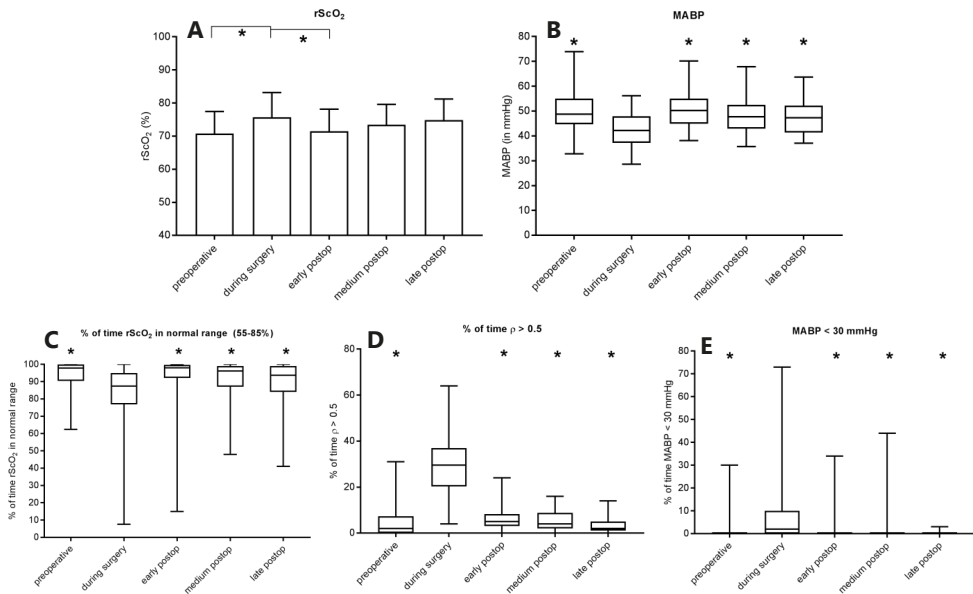 A
rScO₂
rScO₂ (%)
100
90
80
70
60
50
40
*
*
preoperative
during surgery
early postop
medium postop
late postop
B
MABP
MABP (in mmHg)
80
70
60
50
40
30
20
10
0
*
*
*
*
preoperative
during surgery
early postop
medium postop
late postop
C
% of time rScO₂ in normal range (55-85%)
% of time rScO₂ in normal range
100
90
80
70
60
50
40
30
20
10
0
*
*
*
*
preoperative
during surgery
early postop
medium postop
late postop
D
% of time ρ > 0.5
% of time ρ > 0.5
80
60
40
20
0
*
*
*
*
preoperative
during surgery
early postop
medium postop
late postop
E
MABP < 30 mmHg
% of time MABP < 30 mmHg
80
70
60
50
40
30
20
10
0
*
*
*
*
preoperative
during surgery
early postop
medium postop
late postop